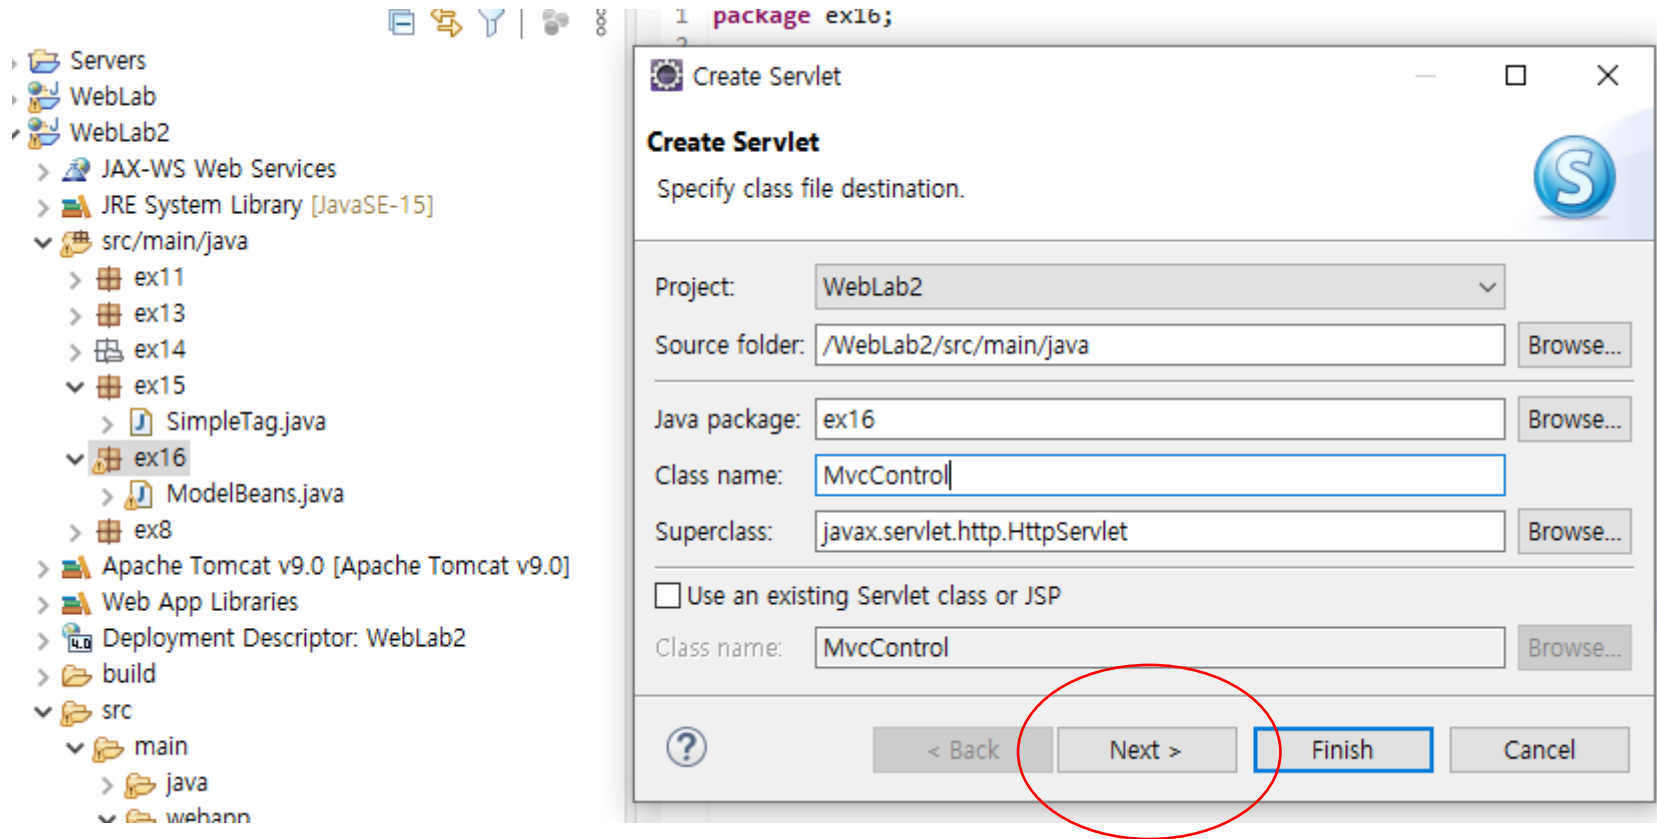 Servers
WebLab
WebLab2
JAX-WS Web Services
JRE System Library [JavaSE-15]
src/main/java
ex11
ex13
ex14
ex15
SimpleTag.java
ex16
ModelBeans.java
ex8
Apache Tomcat v9.0 [Apache Tomcat v9.0]
Web App Libraries
Deployment Descriptor: WebLab2
build
src
main
java
webapp
1 package ex16;
2
Create Servlet
Create Servlet
Specify class file destination.
Project: WebLab2
Source folder: /WebLab2/src/main/java Browse...
Java package: ex16 Browse...
Class name: MvcControl
Superclass: javax.servlet.http.HttpServlet Browse...
Use an existing Servlet class or JSP
Class name: MvcControl Browse...
? < Back Next > Finish Cancel